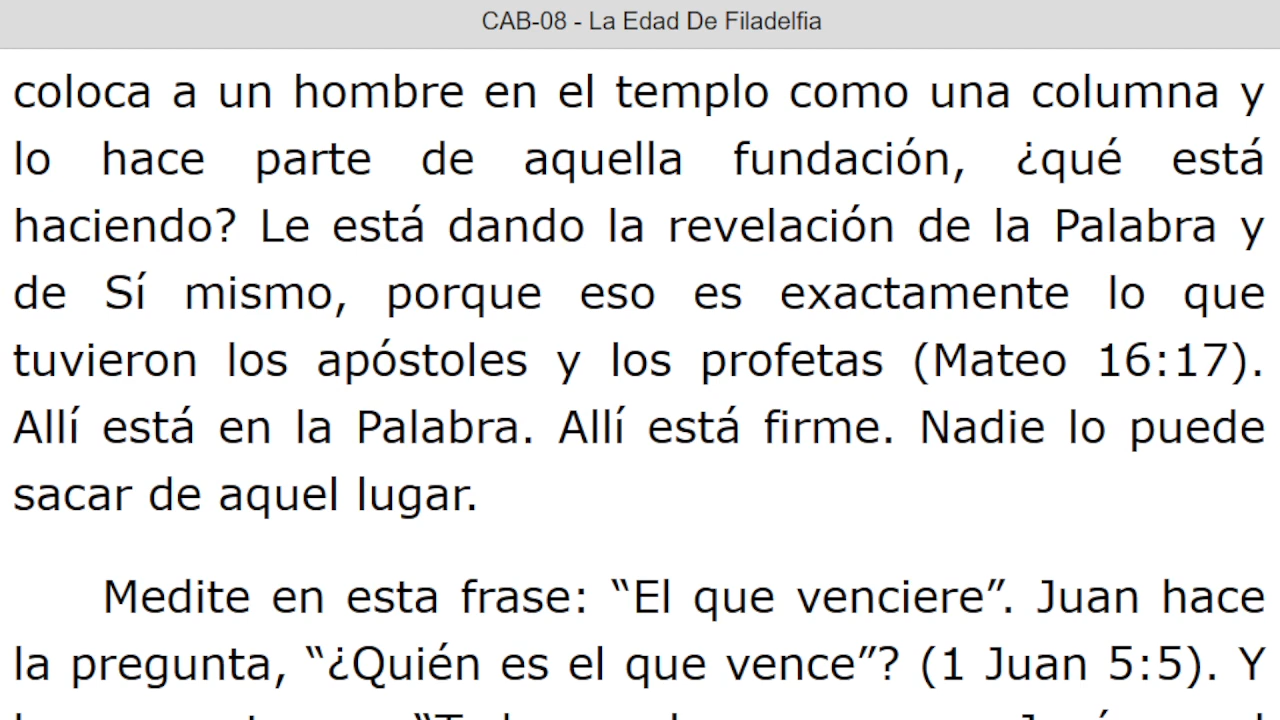 CAB-08 - La Edad De Filadelfia
coloca a un hombre en el templo como una columna y
lo hace parte de aquella fundación, ¿qué está
haciendo? Le está dando la revelación de la Palabra y
de Sí mismo, porque eso es exactamente lo que
tuvieron los apóstoles y los profetas (Mateo 16:17).
Allí está en la Palabra. Allí está firme. Nadie lo puede
sacar de aquel lugar.
Medite en esta frase: “El que venciere”. Juan hace
la pregunta, “¿Quién es el que vence”? (1 Juan 5:5). Y